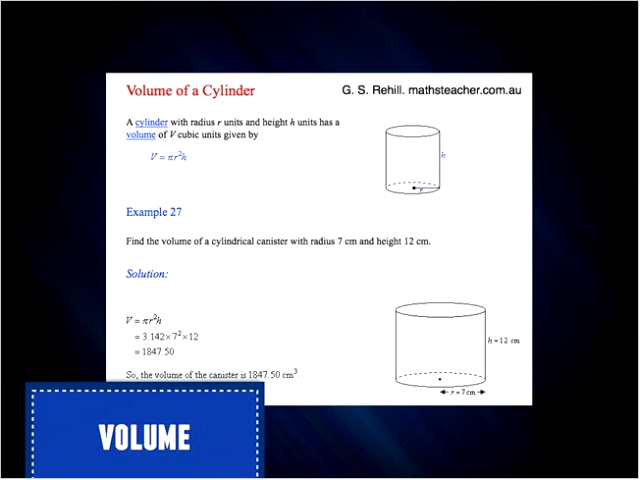 Volume of a Cylinder
G. S. Rehill. mathsteacher.com.au
A cylinder with radius r units and height h units has a
volume of V cubic units given by
V = πr²h
h
r
Example 27
Find the volume of a cylindrical canister with radius 7 cm and height 12 cm.
Solution:
V = πr²h
= 3.142×7²×12
= 1847.50
h = 12 cm
So, the volume of the canister is 1847.50 cm³
r = 7 cm
VOLUME